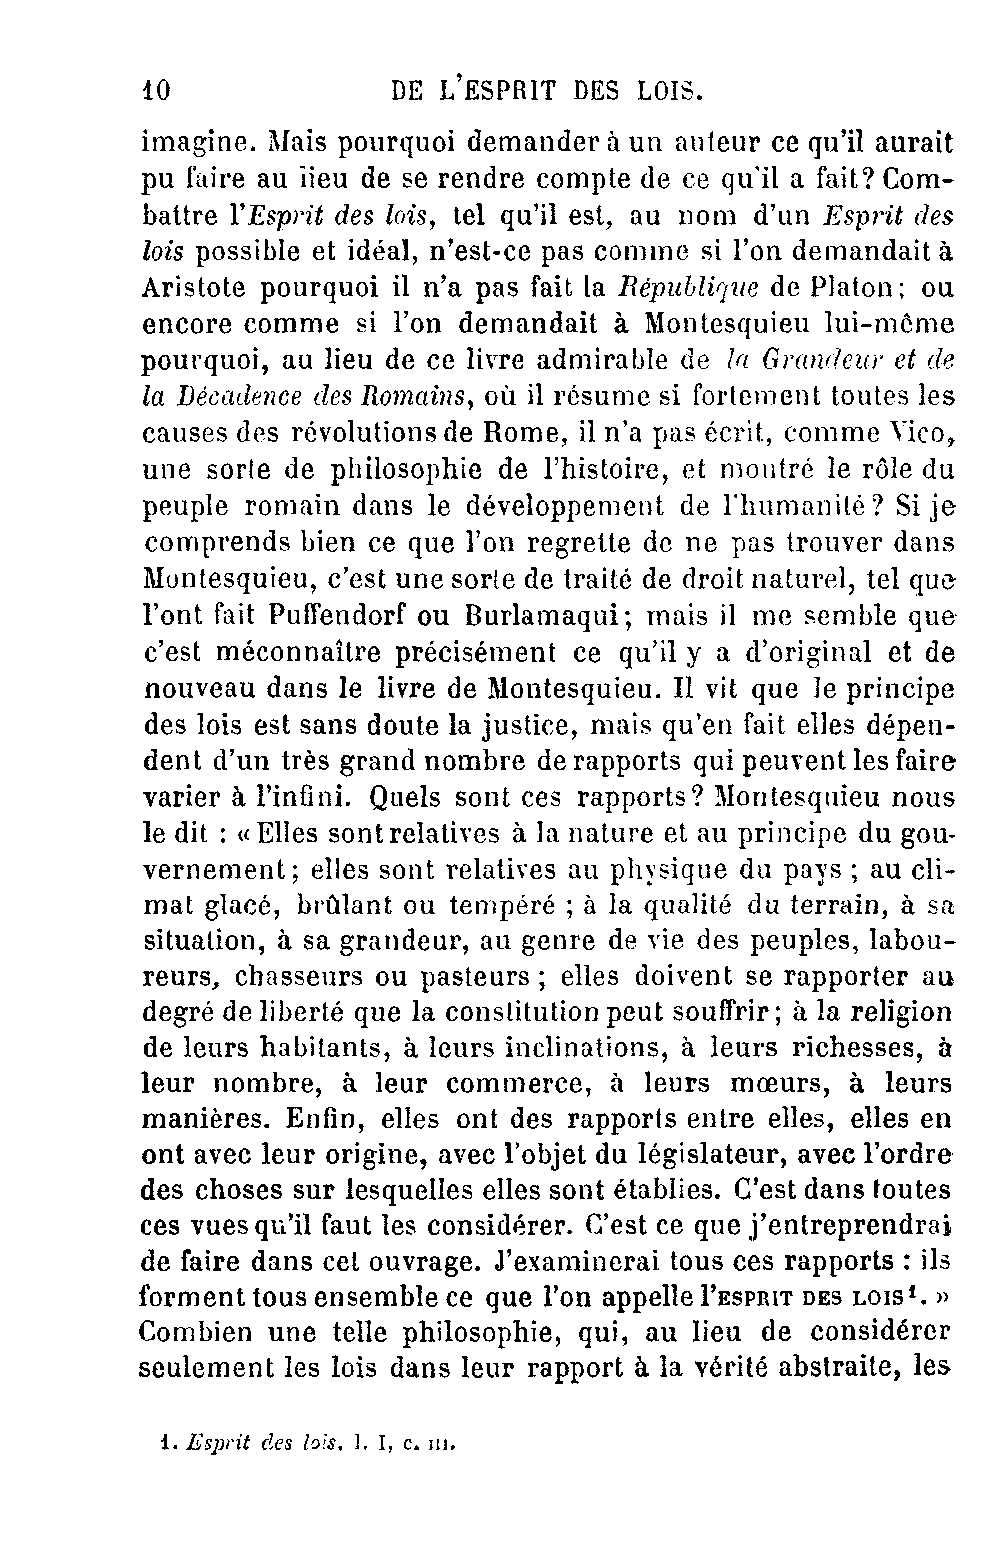 10 DE L'ESPRIT DES LOIS.
imagine. Mais pourquoi demander à un auteur ce qu'il aurait
pu faire au lieu de se rendre compte de ce qu'il a fait? Com-
battre l'Esprit des lois, tel qu'il est, au nom d'un Esprit des
lois possible et idéal, n'est-ce pas comme si l'on demandait à
Aristote pourquoi il n'a pas fait la République de Platon; ou
encore comme si l'on demandait à Montesquieu lui-même
pourquoi, au lieu de ce livre admirable de la Grandeur et de
la Décadence des Romains, où il résume si fortement toutes les
causes des révolutions de Rome, il n'a pas écrit, comme Vico,
une sorte de philosophie de l'histoire, et montré le rôle du
peuple romain dans le développement de l'humanité? Si je
comprends bien ce que l'on regrette de ne pas trouver dans
Montesquieu, c'est une sorte de traité de droit naturel, tel que
l'ont fait Puffendorf ou Burlamaqui; mais il me semble que
c'est méconnaître précisément ce qu'il y a d'original et de
nouveau dans le livre de Montesquieu. Il vit que le principe
des lois est sans doute la justice, mais qu'en fait elles dépen-
dent d'un très grand nombre de rapports qui peuvent les faire
varier à l'infini. Quels sont ces rapports? Montesquieu nous
le dit : « Elles sont relatives à la nature et au principe du gou-
vernement; elles sont relatives au physique du pays ; au cli-
mat glacé, brûlant ou tempéré ; à la qualité du terrain, à sa
situation, à sa grandeur, au genre de vie des peuples, labou-
reurs, chasseurs ou pasteurs ; elles doivent se rapporter au
degré de liberté que la constitution peut souffrir; à la religion
de leurs habitants, à leurs inclinations, à leurs richesses, à
leur nombre, à leur commerce, à leurs mœurs, à leurs
manières. Enfin, elles ont des rapports entre elles, elles en
ont avec leur origine, avec l'objet du législateur, avec l'ordre
des choses sur lesquelles elles sont établies. C'est dans toutes
ces vues qu'il faut les considérer. C'est ce que j'entreprendrai
de faire dans cet ouvrage. J'examinerai tous ces rapports : ils
forment tous ensemble ce que l'on appelle l'ESPRIT DES LOIS¹. »
Combien une telle philosophie, qui, au lieu de considérer
seulement les lois dans leur rapport à la vérité abstraite, les
1. Esprit des lois, l. I, c. III.